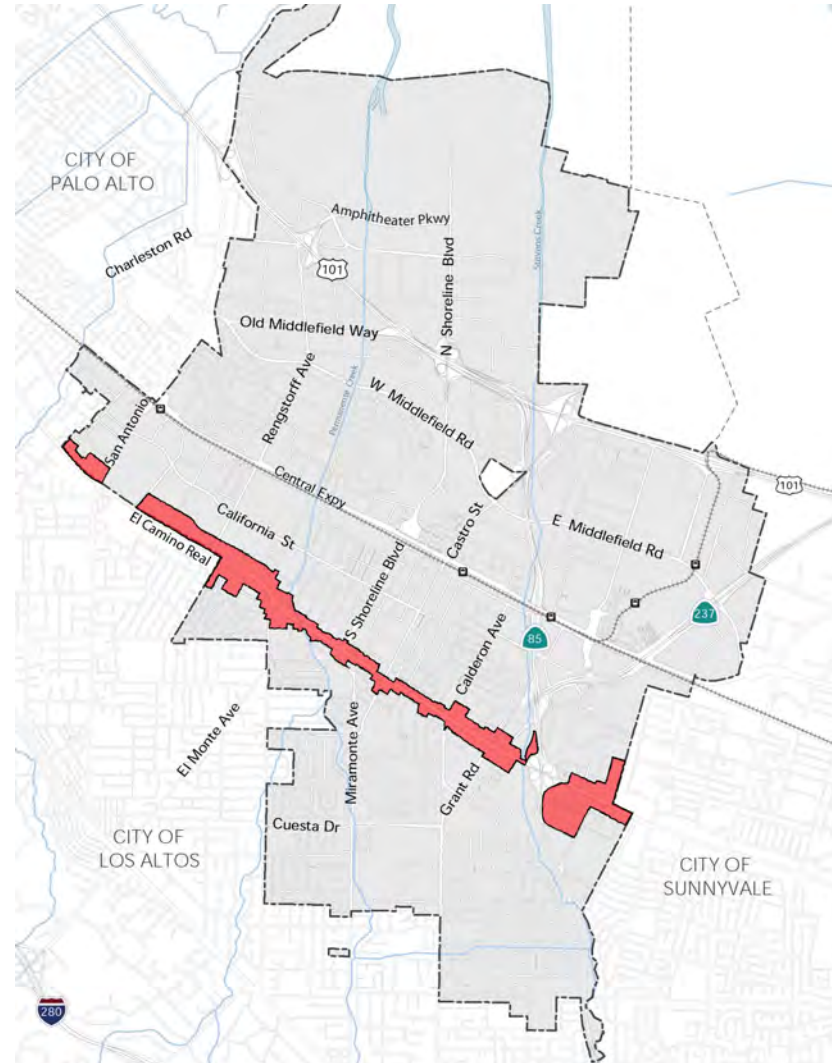 CITY OF
PALO ALTO
Charleston Rd
Amphitheater Pkwy
101
N Shoreline Blvd
Stevens Creek
Old Middlefield Way
Rengstorff Ave
Permanente Creek
W Middlefield Rd
San Antonio
Central Expy
101
California St
Castro St
E Middlefield Rd
El Camino Real
S Shoreline Blvd
237
85
Calderon Ave
El Monte Ave
Miramonte Ave
Grant Rd
Cuesta Dr
CITY OF
LOS ALTOS
CITY OF
SUNNYVALE
280